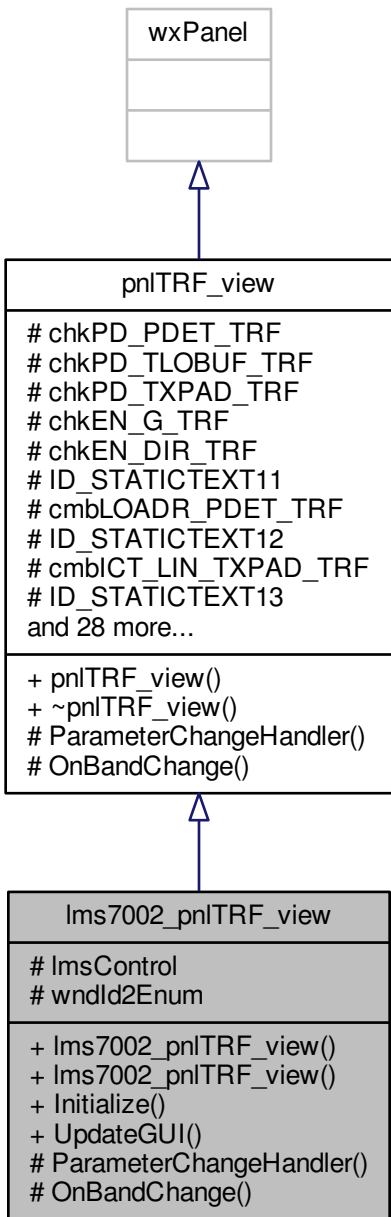 wxPanel
pnlTRF_view
# chkPD_PDET_TRF
# chkPD_TLOBUF_TRF
# chkPD_TXPAD_TRF
# chkEN_G_TRF
# chkEN_DIR_TRF
# ID_STATICTEXT11
# cmbLOADR_PDET_TRF
# ID_STATICTEXT12
# cmbICT_LIN_TXPAD_TRF
# ID_STATICTEXT13
and 28 more...
+ pnlTRF_view()
+ ~pnlTRF_view()
# ParameterChangeHandler()
# OnBandChange()
lms7002_pnlTRF_view
# lmsControl
# wndId2Enum
+ lms7002_pnlTRF_view()
+ lms7002_pnlTRF_view()
+ Initialize()
+ UpdateGUI()
# ParameterChangeHandler()
# OnBandChange()